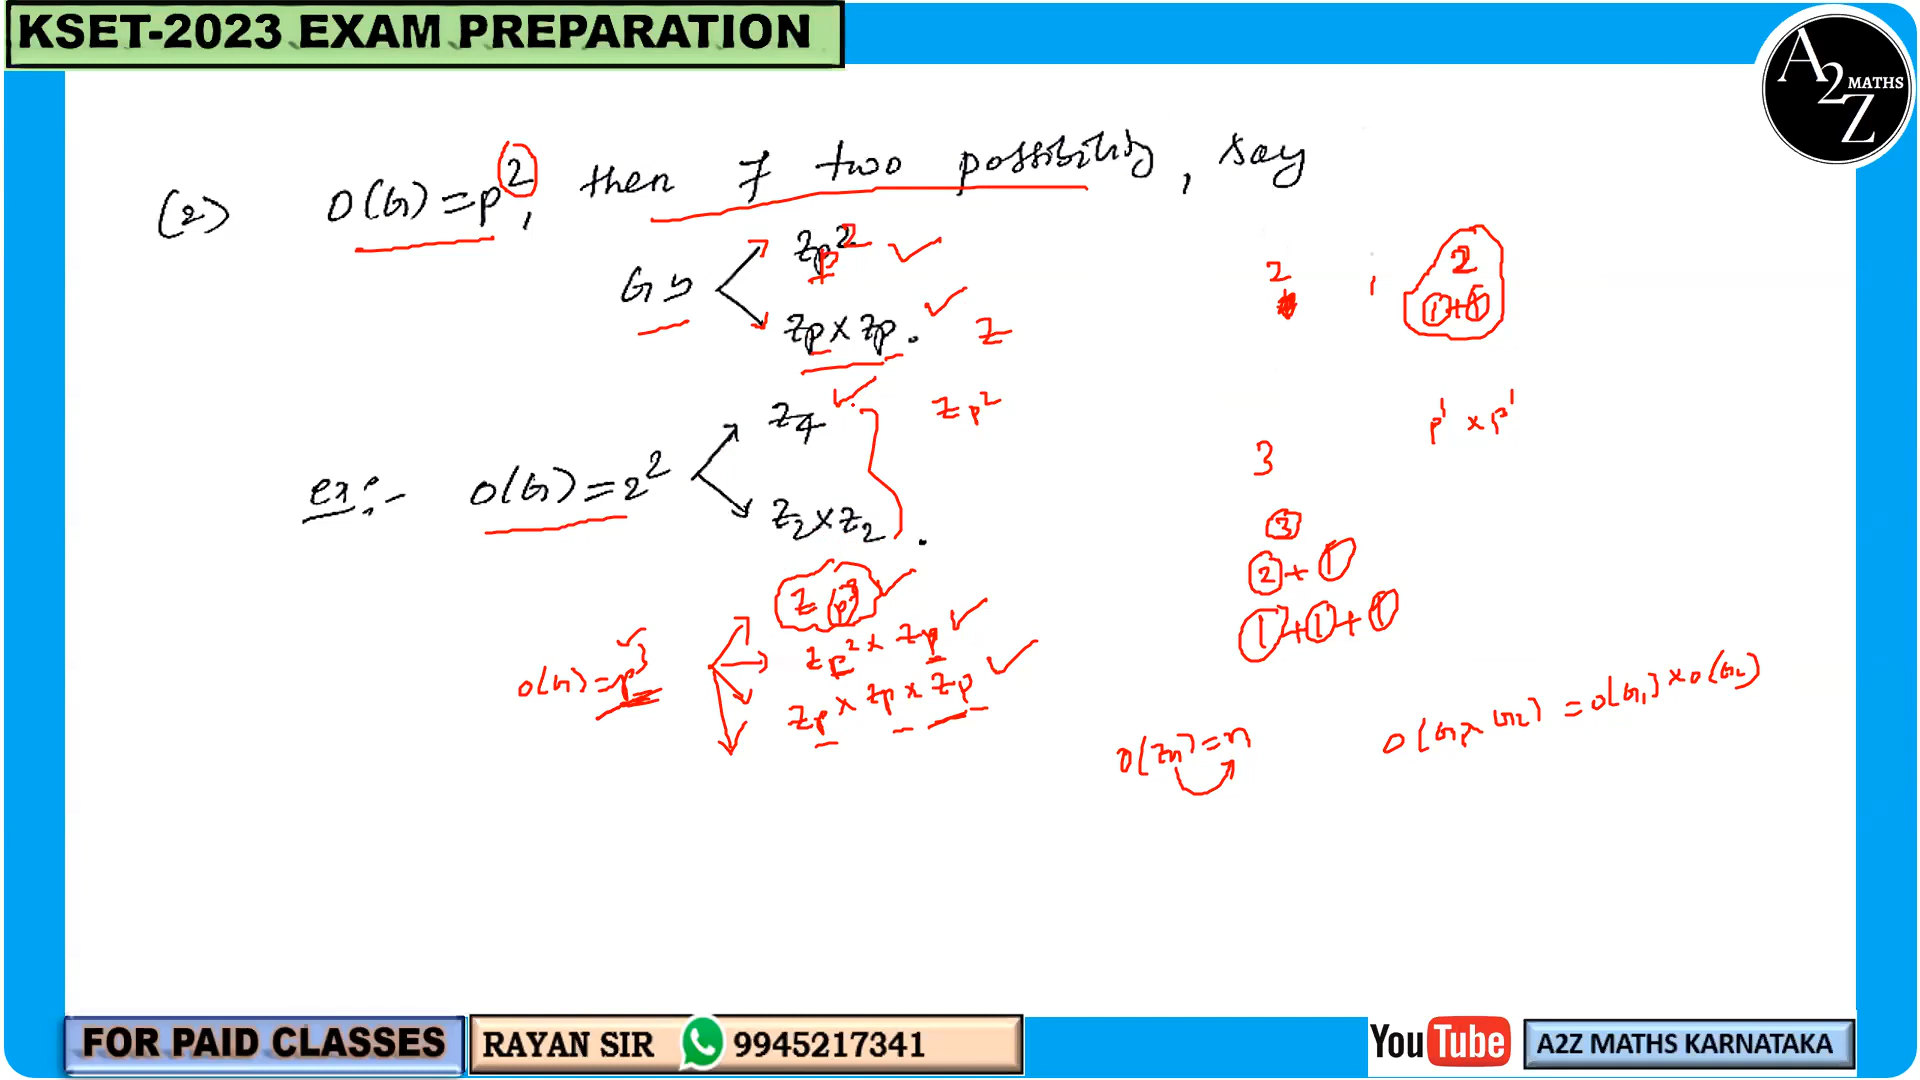 KSET-2023 EXAM PREPARATION
A2Z MATHS
(2) O(G)=p², then ∃ two possibility, say
G ≅
Zp²
Zp × Zp.
Z
Zp²
ex:- O(G)=2²
Z4
Z2×Z2.
O(G)=p³
Z(p³)
Zp² × Zp
Zp × Zp × Zp
2
2
1+1
p¹ × p¹
3
3
2+1
1+1+1
O(Zn)=n
O(G1×G2)=O(G1)×O(G2)
FOR PAID CLASSES
RAYAN SIR 9945217341
YouTube
A2Z MATHS KARNATAKA